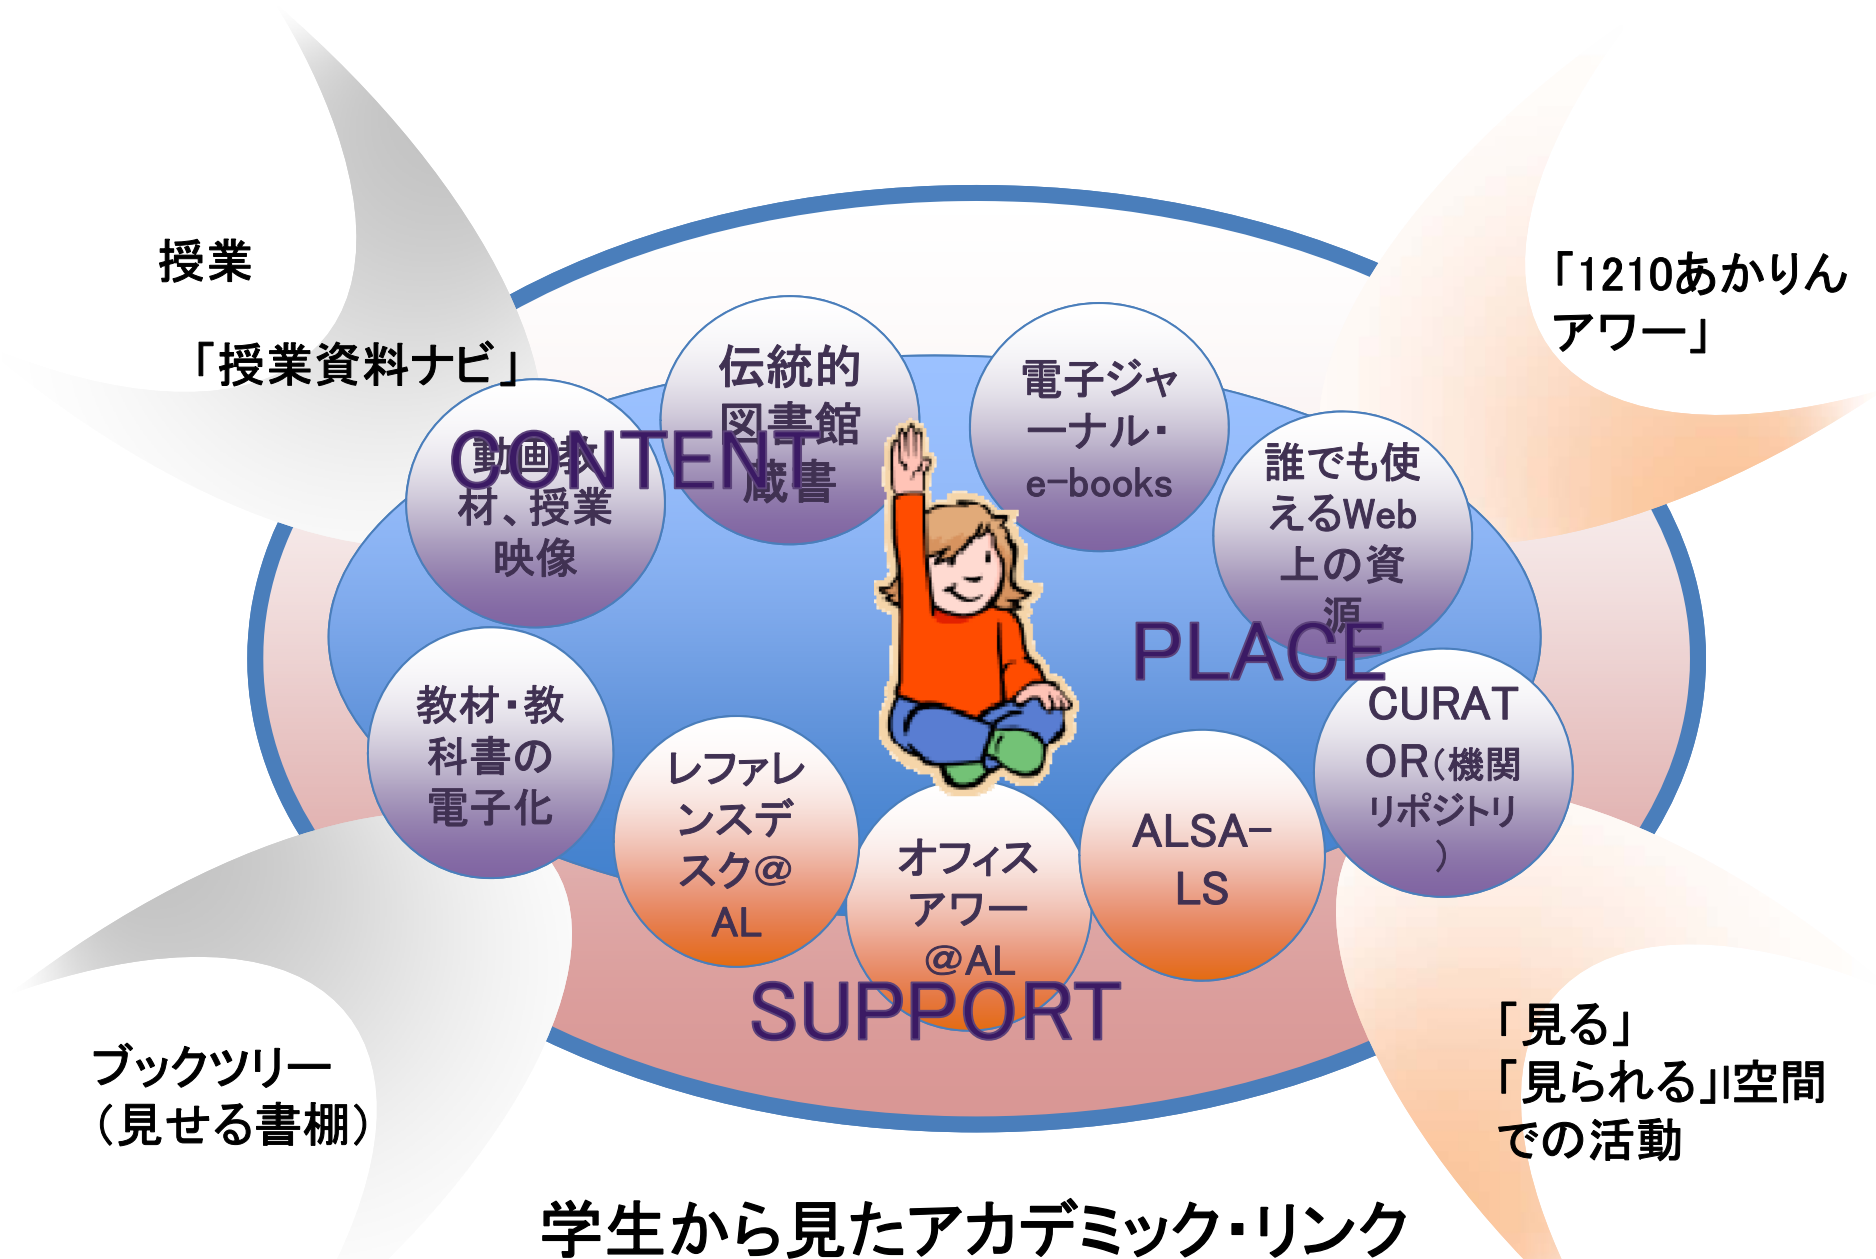 授業
「授業資料ナビ」
「1210あかりん
アワー」
伝統的
図書館
蔵書
電子ジャ
ーナル・
e-books
CONTENT
動画教
材、授業
映像
誰でも使
えるWeb
上の資
源
PLACE
教材・教
科書の
電子化
CURAT
OR(機関
リポジトリ
)
レファレ
ンスデ
スク@
AL
オフィス
アワー
@AL
ALSA-
LS
SUPPORT
ブックツリー
(見せる書棚)
「見る」
「見られる」l空間
での活動
学生から見たアカデミック・リンク